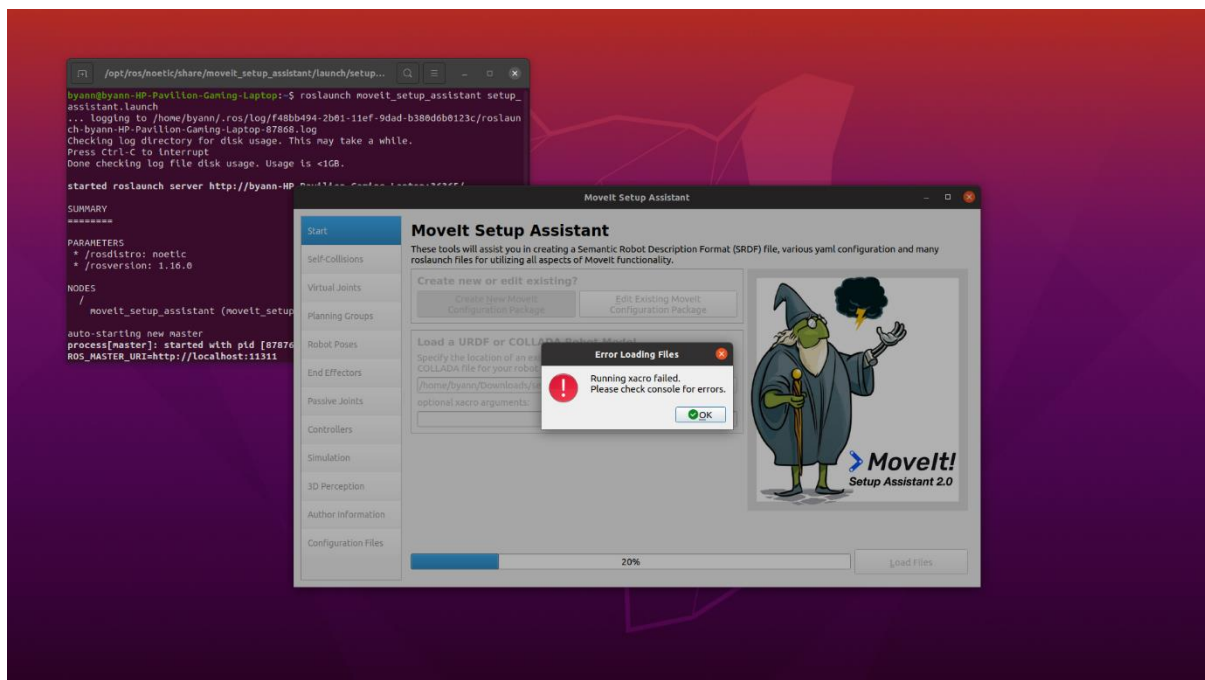 /opt/ros/noetic/share/moveit_setup_assistant/launch/setup...
byann@byann-HP-Pavilion-Gaming-Laptop:~$ roslaunch moveit_setup_assistant setup_
assistant.launch
... logging to /home/byann/.ros/log/f48bb494-2b01-11ef-9dad-b380d6b0123c/roslaun
ch-byann-HP-Pavilion-Gaming-Laptop-87868.log
Checking log directory for disk usage. This may take a while.
Press Ctrl-C to interrupt
Done checking log file disk usage. Usage is <1GB.
started roslaunch server http://byann-HP
SUMMARY
========
PARAMETERS
* /rosdistro: noetic
* /rosversion: 1.16.0
NODES
/
moveit_setup_assistant (moveit_setup
auto-starting new master
process[master]: started with pid [87876
ROS_MASTER_URI=http://localhost:11311
MoveIt Setup Assistant
Start
Self-Collisions
Virtual Joints
Planning Groups
Robot Poses
End Effectors
Passive Joints
Controllers
Simulation
3D Perception
Author Information
Configuration Files
MoveIt Setup Assistant
These tools will assist you in creating a Semantic Robot Description Format (SRDF) file, various yaml configuration and many
roslaunch files for utilizing all aspects of MoveIt functionality.
Create new or edit existing?
Create New MoveIt
Configuration Package
Edit Existing MoveIt
Configuration Package
Load a URDF or COLLADA Robot Model
Specify the location of an
COLLADA file for your robot
/home/byann/Downloads/
optional xacro arguments:
Error Loading Files
Running xacro failed.
Please check console for errors.
OK
MoveIt!
Setup Assistant 2.0
20%
Load Files